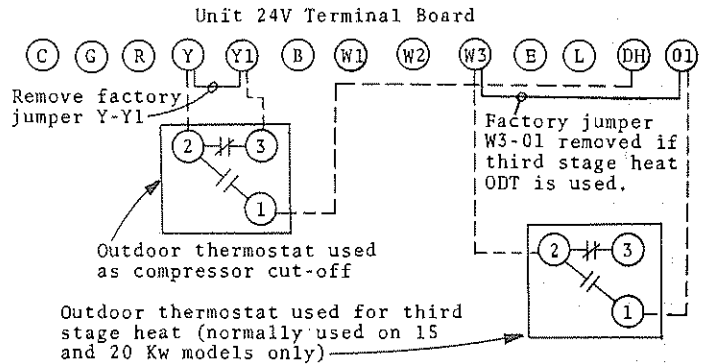 Unit 24V Terminal Board
C G R Y Y1 B W1 W2 W3 E L DH 01
Remove factory
jumper Y-Y1
Factory jumper
W3-01 removed if
third stage heat
ODT is used.
2 3
1
Outdoor thermostat used
as compressor cut-off
2 3
1
Outdoor thermostat used for third
stage heat (normally used on 15
and 20 Kw models only)